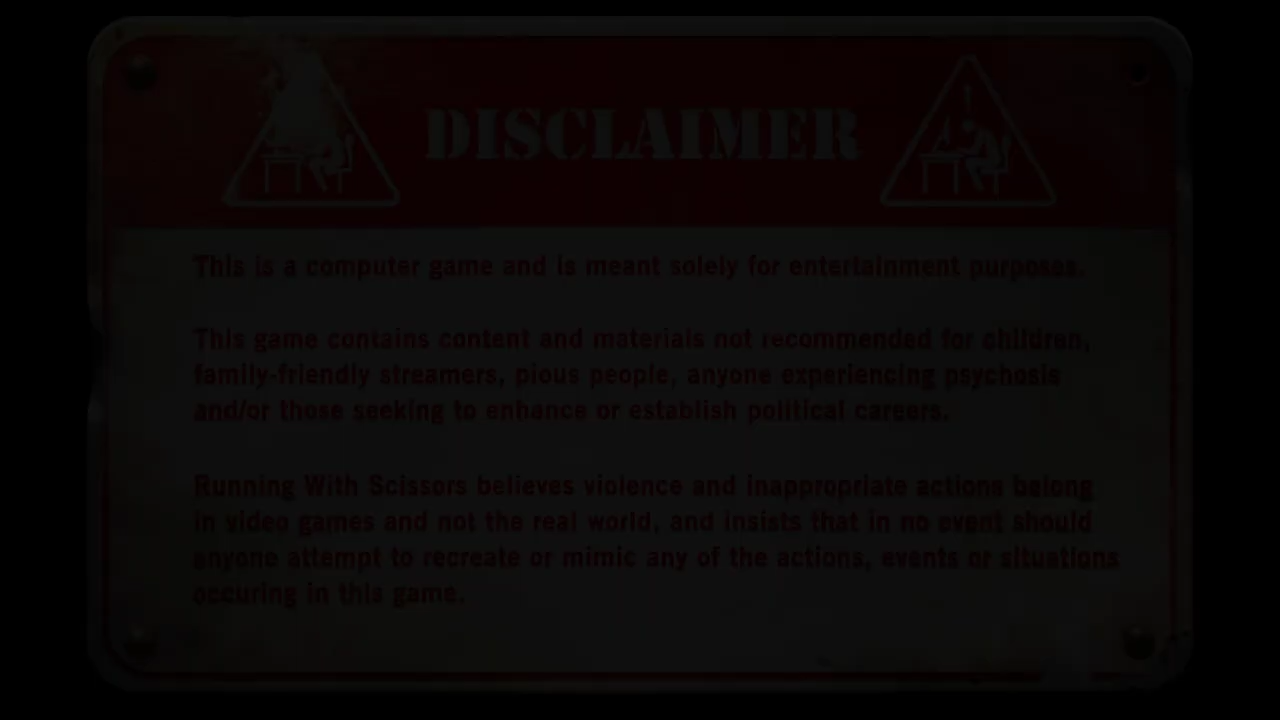 DISCLAIMER
This is a computer game and is meant solely for entertainment purposes.
This game contains content and materials not recommended for children,
family-friendly streamers, pious people, anyone experiencing psychosis
and/or those seeking to enhance or establish political careers.
Running With Scissors believes violence and inappropriate actions belong
in video games and not the real world, and insists that in no event should
anyone attempt to recreate or mimic any of the actions, events or situations
occuring in this game.